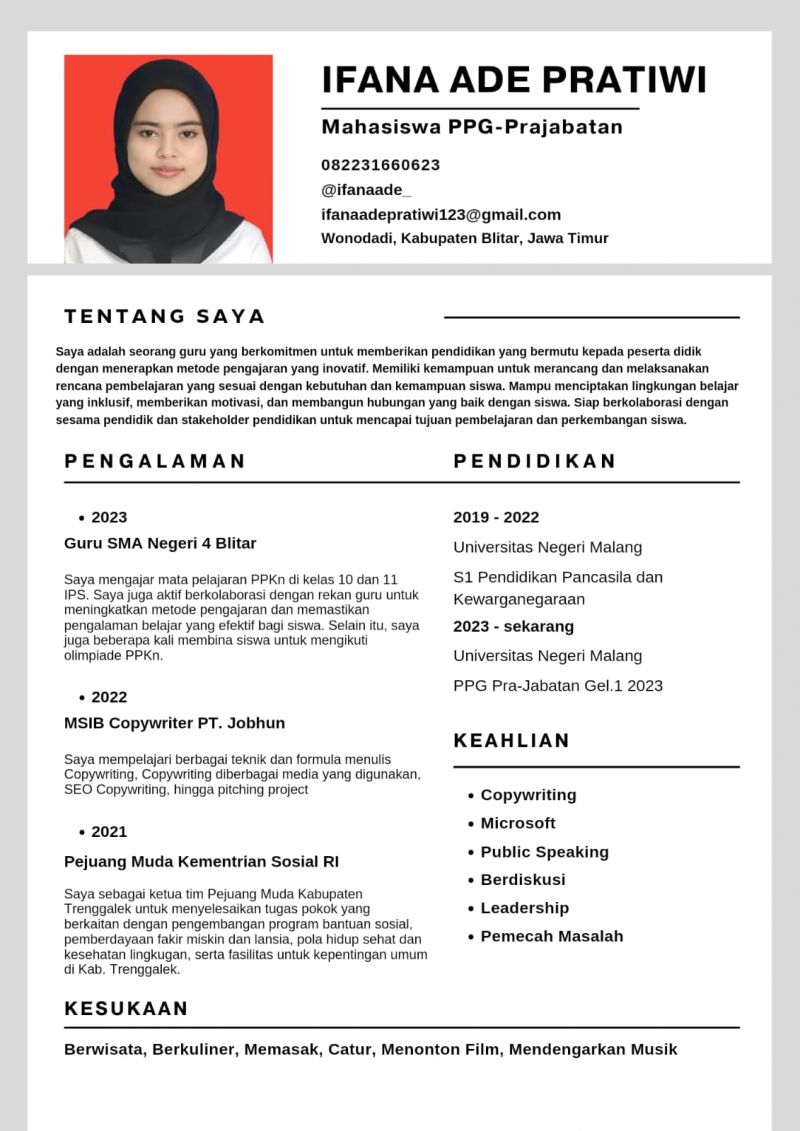 IFANA ADE PRATIWI
Mahasiswa PPG-Prajabatan
082231660623
@ifanaade_
ifanaadepratiwi123@gmail.com
Wonodadi, Kabupaten Blitar, Jawa Timur
TENTANG SAYA
Saya adalah seorang guru yang berkomitmen untuk memberikan pendidikan yang bermutu kepada peserta didik
dengan menerapkan metode pengajaran yang inovatif. Memiliki kemampuan untuk merancang dan melaksanakan
rencana pembelajaran yang sesuai dengan kebutuhan dan kemampuan siswa. Mampu menciptakan lingkungan belajar
yang inklusif, memberikan motivasi, dan membangun hubungan yang baik dengan siswa. Siap berkolaborasi dengan
sesama pendidik dan stakeholder pendidikan untuk mencapai tujuan pembelajaran dan perkembangan siswa.
PENGALAMAN
• 2023
Guru SMA Negeri 4 Blitar
Saya mengajar mata pelajaran PPKn di kelas 10 dan 11
IPS. Saya juga aktif berkolaborasi dengan rekan guru untuk
meningkatkan metode pengajaran dan memastikan
pengalaman belajar yang efektif bagi siswa. Selain itu, saya
juga beberapa kali membina siswa untuk mengikuti
olimpiade PPKn.
• 2022
MSIB Copywriter PT. Jobhun
Saya mempelajari berbagai teknik dan formula menulis
Copywriting, Copywriting diberbagai media yang digunakan,
SEO Copywriting, hingga pitching project
• 2021
Pejuang Muda Kementrian Sosial RI
Saya sebagai ketua tim Pejuang Muda Kabupaten
Trenggalek untuk menyelesaikan tugas pokok yang
berkaitan dengan pengembangan program bantuan sosial,
pemberdayaan fakir miskin dan lansia, pola hidup sehat dan
kesehatan lingkugan, serta fasilitas untuk kepentingan umum
di Kab. Trenggalek.
PENDIDIKAN
2019 - 2022
Universitas Negeri Malang
S1 Pendidikan Pancasila dan
Kewarganegaraan
2023 - sekarang
Universitas Negeri Malang
PPG Pra-Jabatan Gel.1 2023
KEAHLIAN
• Copywriting
• Microsoft
• Public Speaking
• Berdiskusi
• Leadership
• Pemecah Masalah
KESUKAAN
Berwisata, Berkuliner, Memasak, Catur, Menonton Film, Mendengarkan Musik